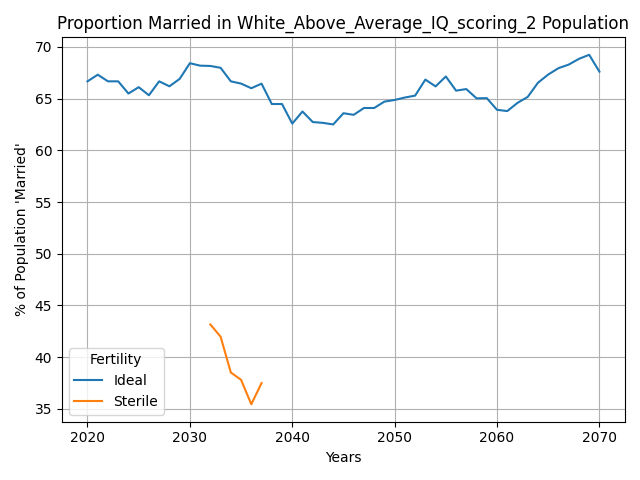 Proportion Married in White_Above_Average_IQ_scoring_2 Population
% of Population 'Married'
70
65
60
55
50
45
40
35
Fertility
Ideal
Sterile
2020
2030
2040
2050
2060
2070
Years